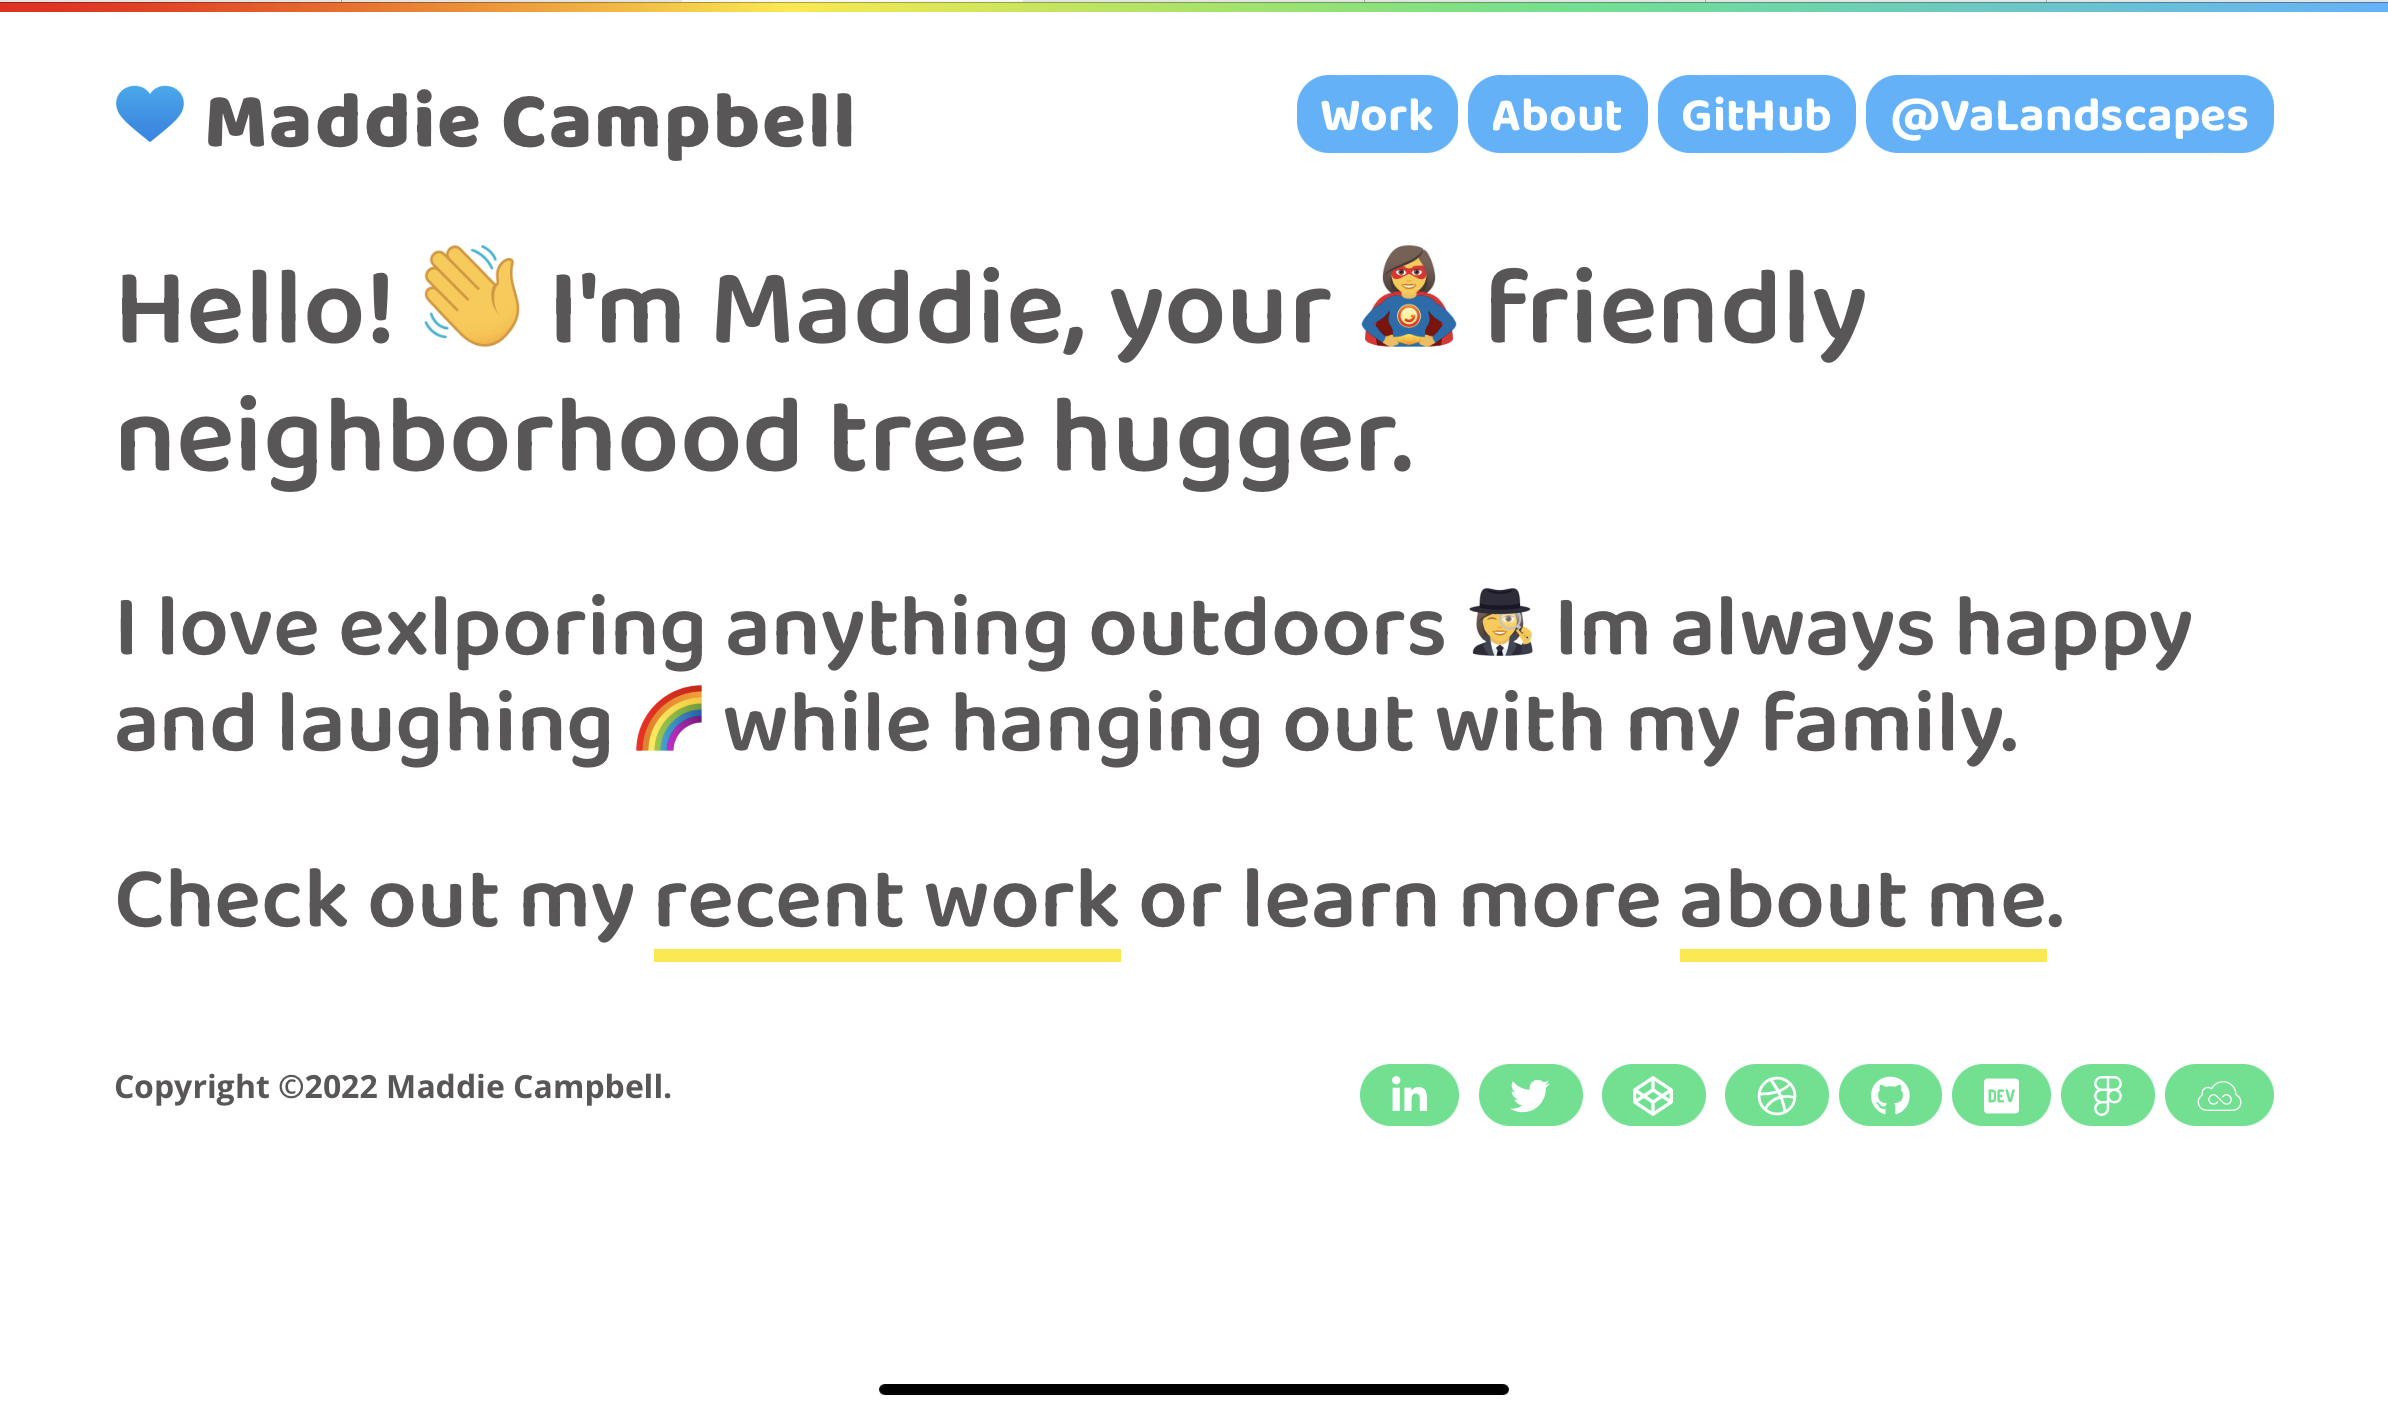 💙 Maddie Campbell
Work About GitHub @VaLandscapes
Hello! 👋 I'm Maddie, your 🦸‍♀️ friendly
neighborhood tree hugger.
I love exlporing anything outdoors 🕵️‍♀️ Im always happy
and laughing 🌈 while hanging out with my family.
Check out my recent work or learn more about me.
Copyright ©2022 Maddie Campbell.
in
DEV